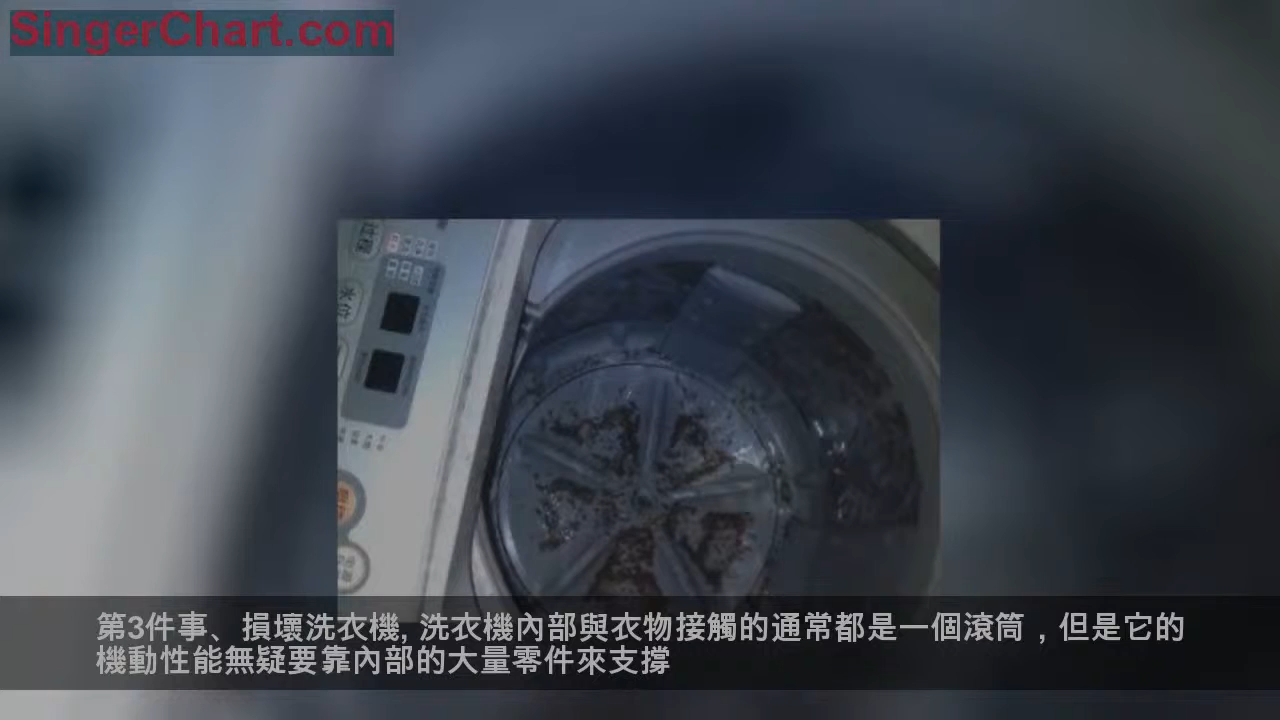 SingerChart.com
水位
第3件事、損壞洗衣機, 洗衣機內部與衣物接觸的通常都是一個滾筒，但是它的
機動性能無疑要靠內部的大量零件來支撐